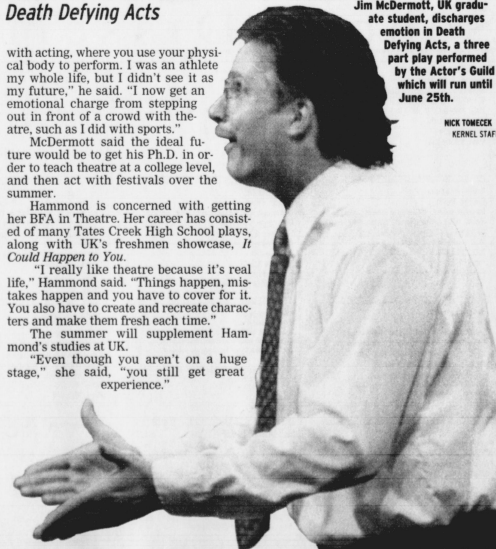 Death Defying Acts
with acting, where you use your physi-
cal body to perform. I was an athlete
my whole life, but I didn't see it as
my future," he said. "I now get an
emotional charge from stepping
out in front of a crowd with the-
atre, such as I did with sports."
McDermott said the ideal fu-
ture would be to get his Ph.D. in or-
der to teach theatre at a college level,
and then act with festivals over the
summer.
Hammond is concerned with getting
her BFA in Theatre. Her career has consist-
ed of many Tates Creek High School plays,
along with UK's freshmen showcase, It
Could Happen to You.
"I really like theatre because it's real
life," Hammond said. "Things happen, mis-
takes happen and you have to cover for it.
You also have to create and recreate charac-
ters and make them fresh each time."
The summer will supplement Ham-
mond's studies at UK.
"Even though you aren't on a huge
stage," she said, "you still get great
experience."
Jim McDermott, UK gradu-
ate student, discharges
emotion in Death
Defying Acts, a three
part play performed
by the Actor's Guild
which will run until
June 25th.
NICK TOMECEK
KERNEL STAF